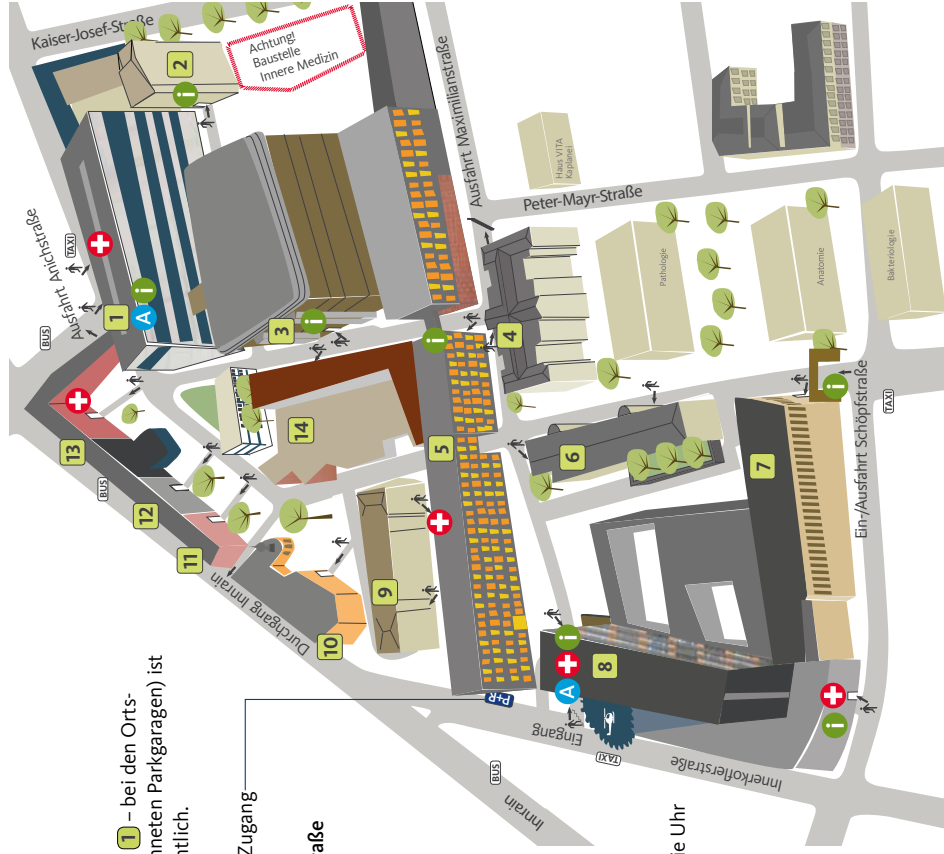 Kaiser-Josef-Straße
Achtung!
Baustelle
Innere Medizin
2
i
Ausfahrt Maximilianstraße
Haus VITA
Kaplanei
Peter-Mayr-Straße
Ausfahrt Anichstraße
TAXI
BUS
1
A
i
3
i
i
4
Pathologie
Anatomie
Bakteriologie
13
BUS
14
12
11
5
6
i
TAXI
7
Ein-/Ausfahrt Schöpfstraße
Durchgang Innrain
10
9
8
i
A
P+R
Eingang
TAXI
i
Innerkoflerstraße
BUS
Innrain
1 – bei den Orts-
hneten Parkgaragen) ist
ntlich.
Zugang
traße
ie Uhr